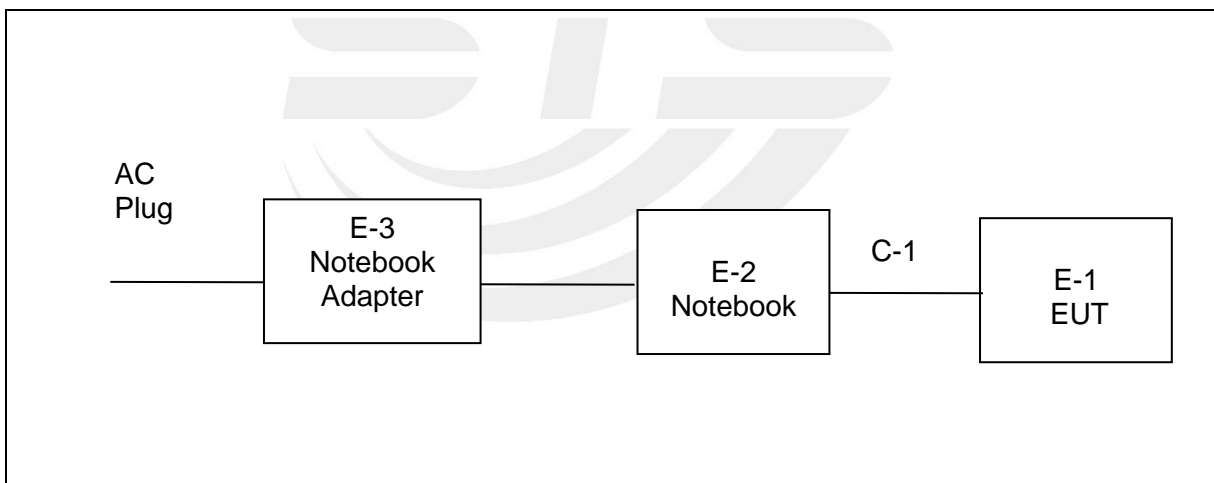 AC
Plug
E-3
Notebook
Adapter
E-2
Notebook
C-1
E-1
EUT